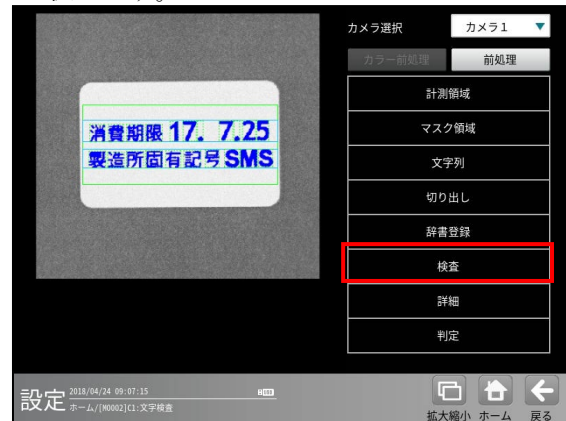 カメラ選択
カメラ1
カラー前処理
前処理
計測領域
マスク領域
文字列
切り出し
辞書登録
検査
詳細
判定
消費期限 17. 7.25
製造所固有記号 SMS
設定
2018/04/24 09:07:15
ホーム/[M0002]C1:文字検査
拡大縮小
ホーム
戻る